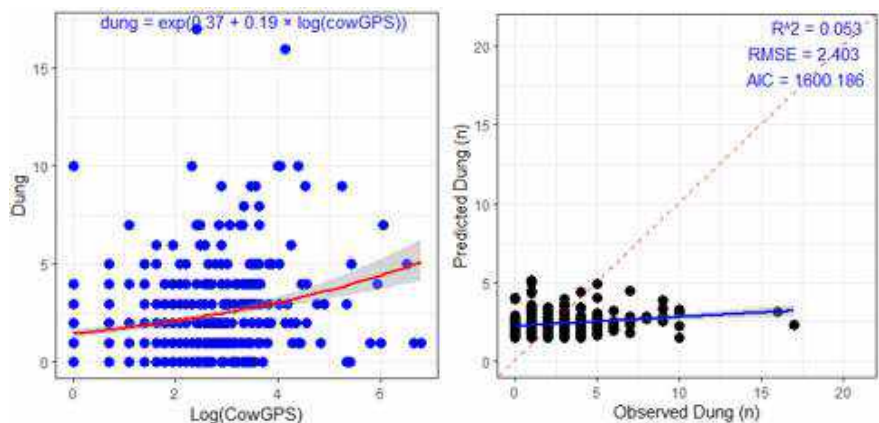 dung = exp(0.37 + 0.19 × log(cowGPS))
15
10
5
0
Dung
0
2
4
6
Log(CowGPS)
R^2 = 0.053
RMSE = 2.403
AIC = 1600.186
20
15
10
5
0
Predicted Dung (n)
0
5
10
15
20
Observed Dung (n)